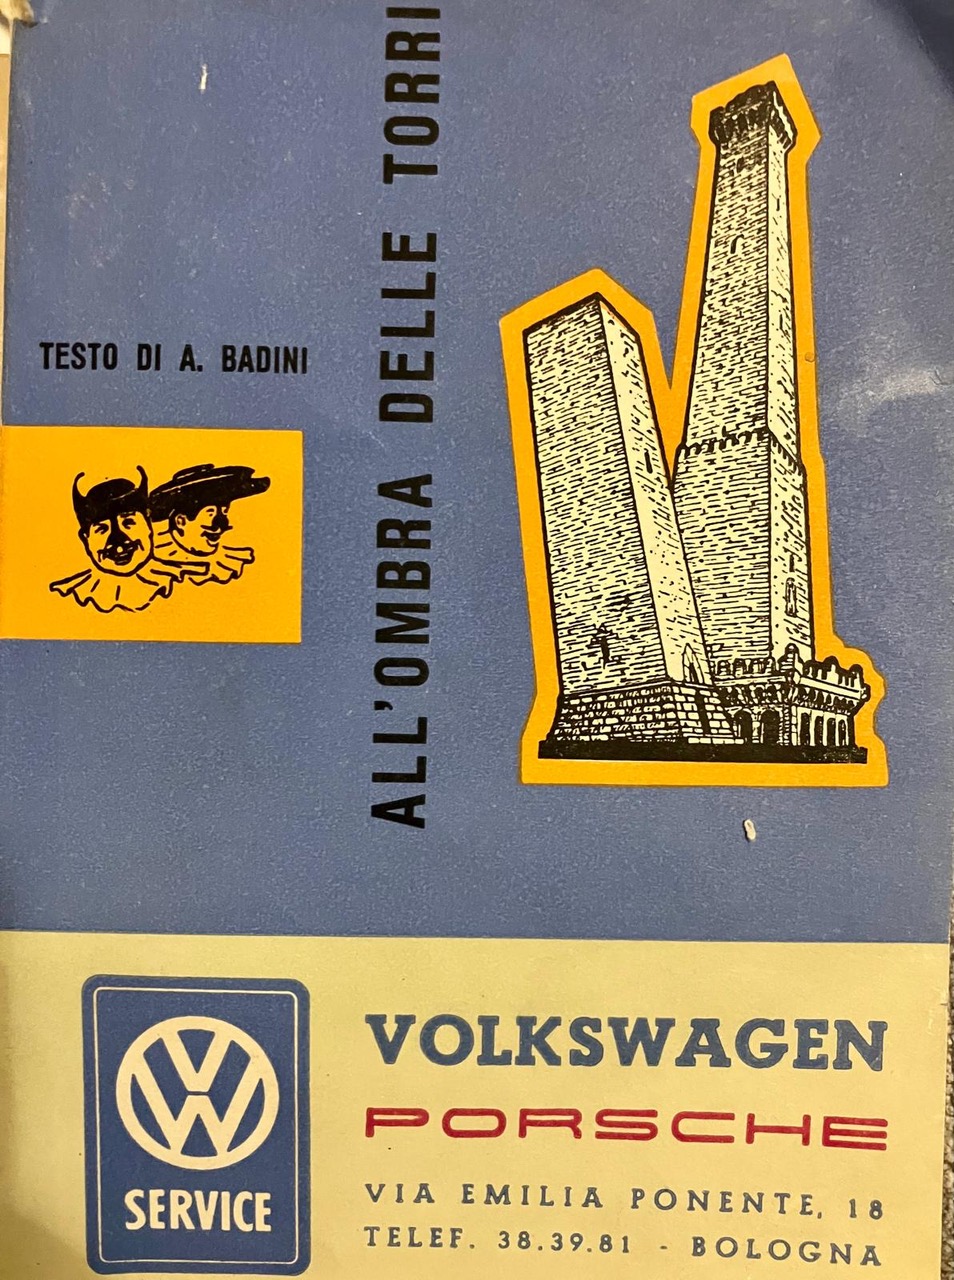 ALL'OMBRA DELLE TORRI
TESTO DI A. BADINI
VW
SERVICE
VOLKSWAGEN
PORSCHE
VIA EMILIA PONENTE, 18
TELEF. 38.39.81 - BOLOGNA